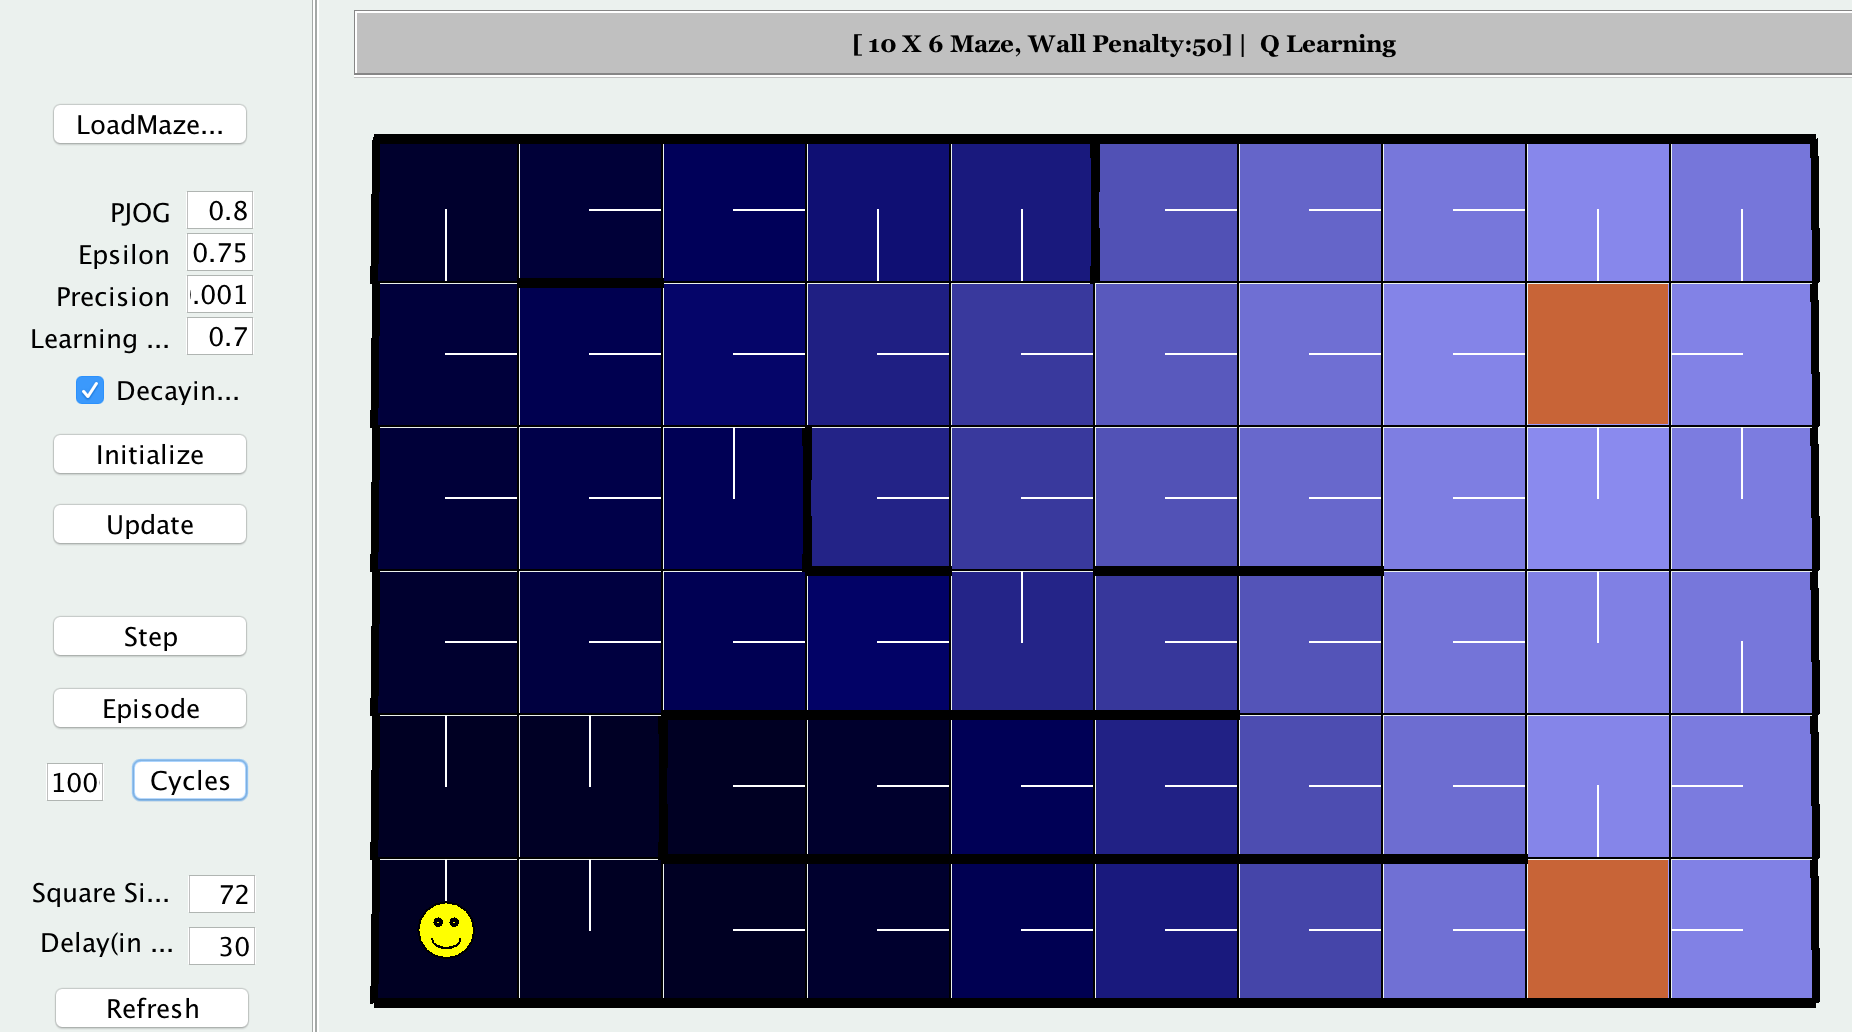 [ 10 X 6 Maze, Wall Penalty:50] | Q Learning
LoadMaze...
PJOG 0.8
Epsilon 0.75
Precision .001
Learning ... 0.7
Decayin...
Initialize
Update
Step
Episode
100 Cycles
Square Si... 72
Delay(in ... 30
Refresh